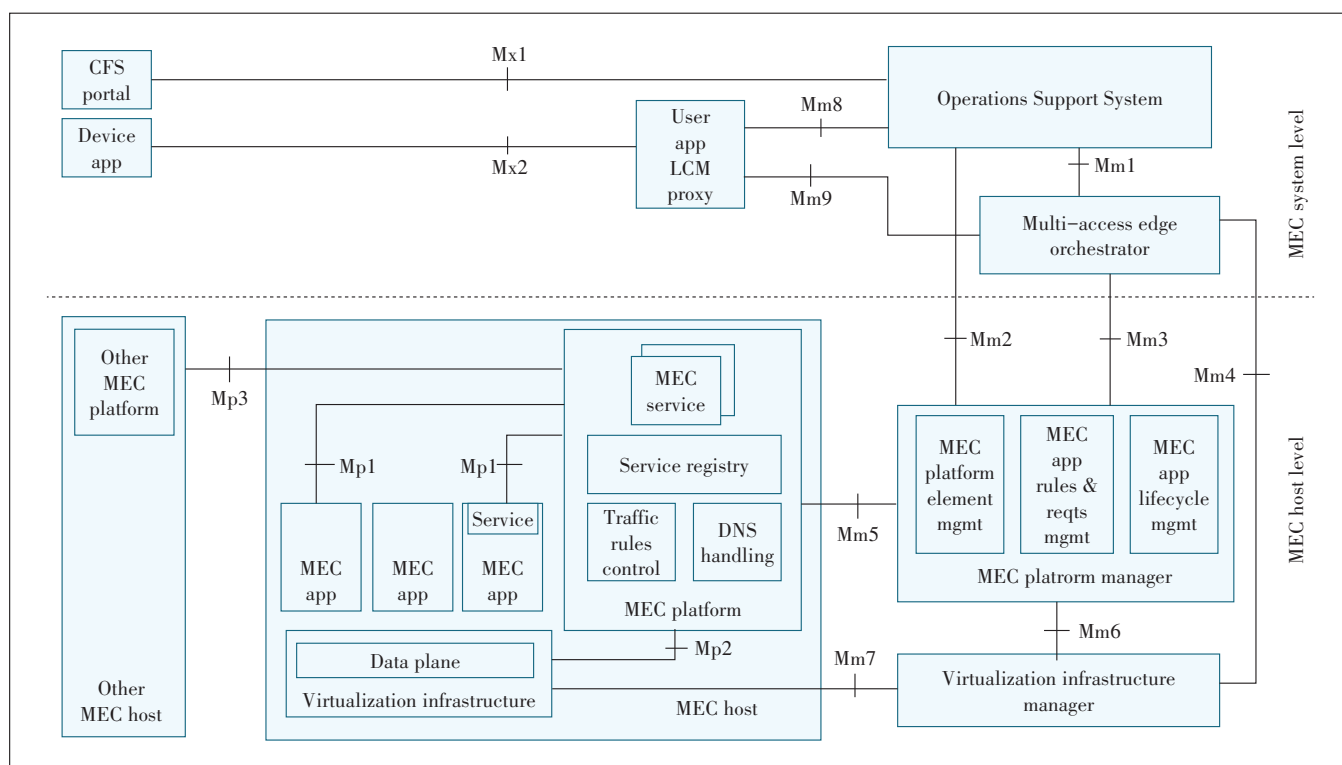 CFS
portal
Mx1
Operations Support System
Device
app
Mx2
User
app
LCM
proxy
Mm8
Mm9
Mm1
Multi-access edge
orchestrator
MEC system level
Other
MEC
platform
Mp3
MEC
service
Mm2
Mm3
Mm4
Mp1
Mp1
Service registry
MEC
platform
element
mgmt
MEC
app
rules &
reqts
mgmt
MEC
app
lifecycle
mgmt
MEC platrorm manager
MEC host level
MEC
app
MEC
app
Service
MEC
app
Traffic
rules
control
DNS
handling
MEC platform
Mm5
Mp2
Mm6
Data plane
Virtualization infrastructure
Mm7
MEC host
Virtualization infrastructure
manager
Other
MEC host